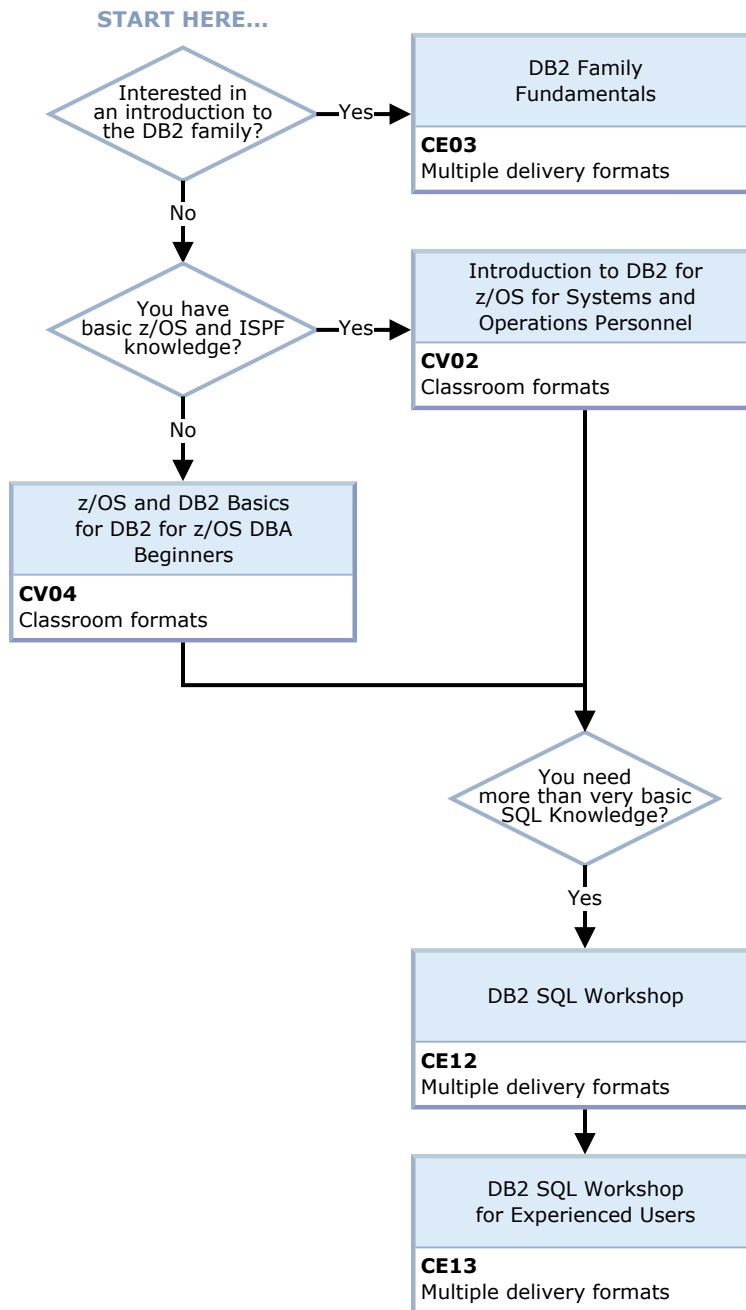 START HERE...
Interested in
an introduction to
the DB2 family?
Yes
DB2 Family
Fundamentals
CE03
Multiple delivery formats
No
You have
basic z/OS and ISPF
knowledge?
Yes
Introduction to DB2 for
z/OS for Systems and
Operations Personnel
CV02
Classroom formats
No
z/OS and DB2 Basics
for DB2 for z/OS DBA
Beginners
CV04
Classroom formats
You need
more than very basic
SQL Knowledge?
Yes
DB2 SQL Workshop
CE12
Multiple delivery formats
DB2 SQL Workshop
for Experienced Users
CE13
Multiple delivery formats